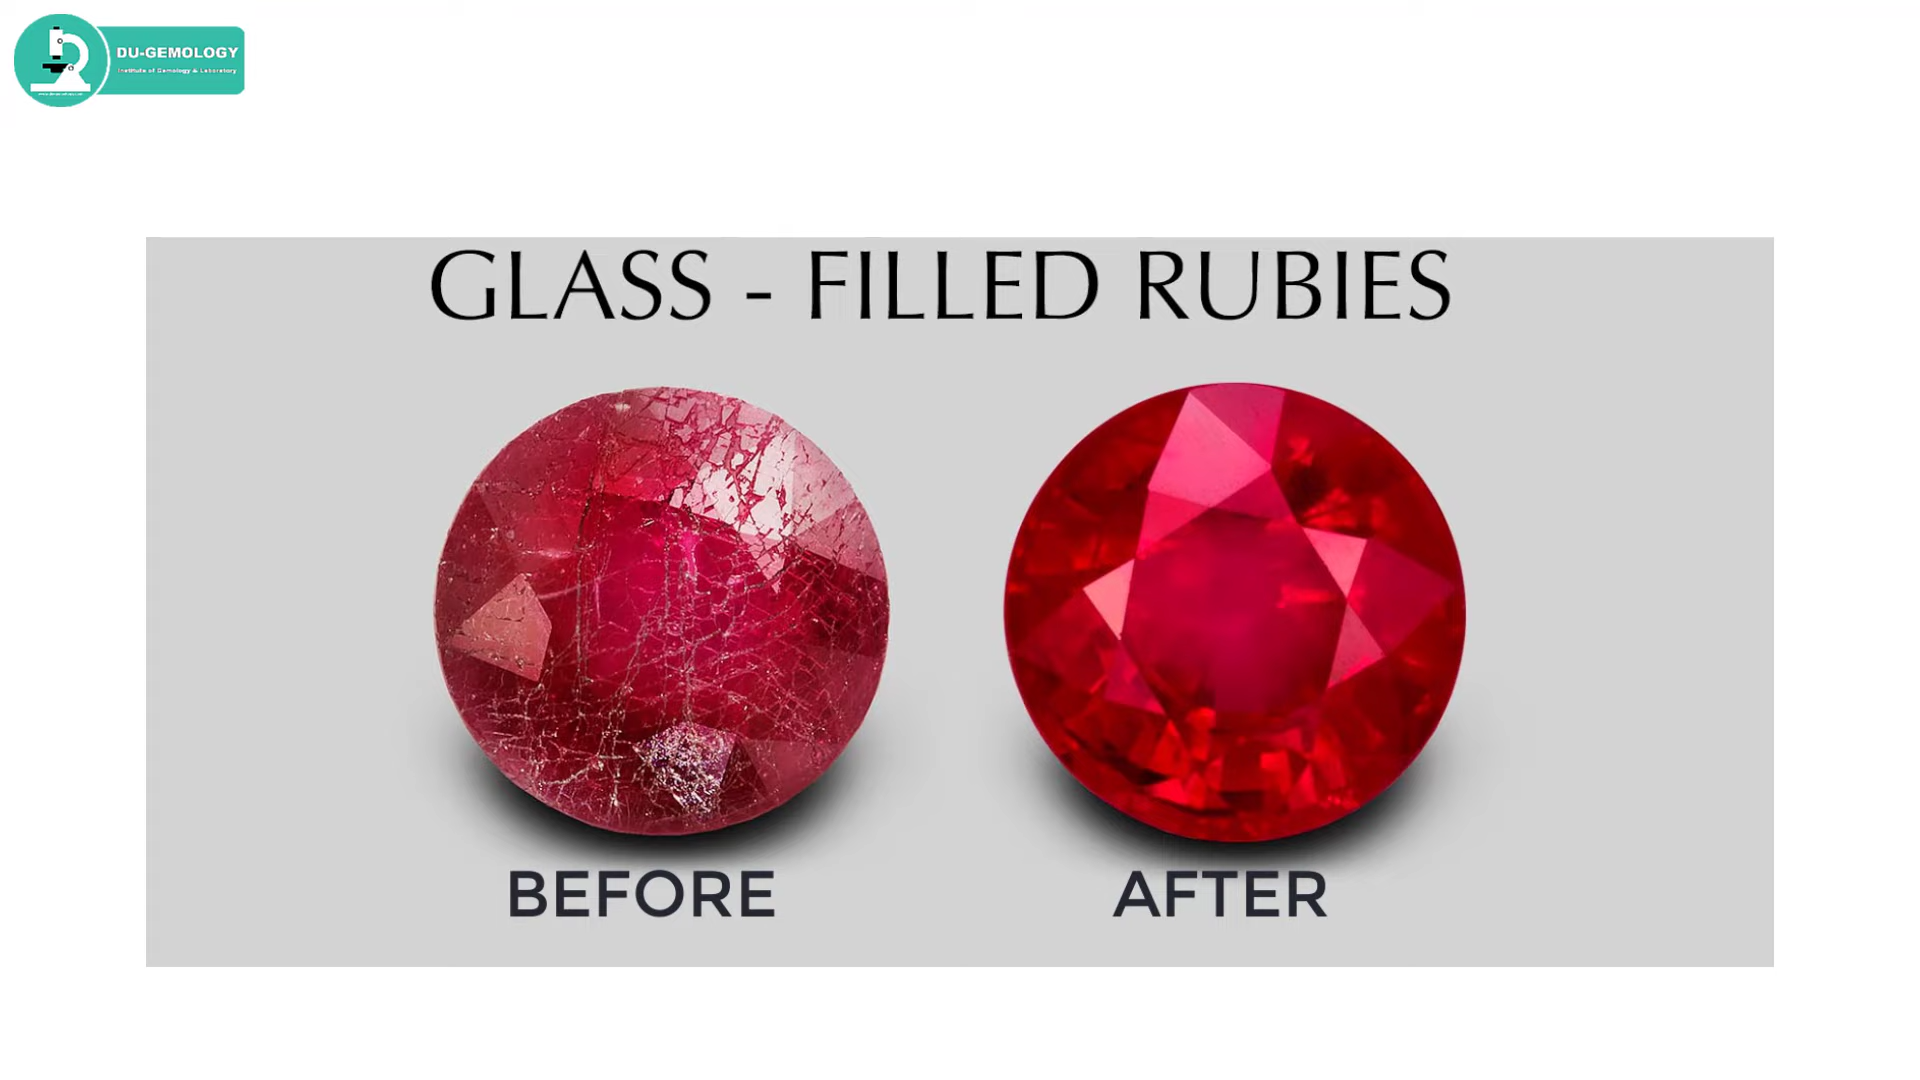 DU-GEMOLOGY
Institute of Gemology & Laboratory
GLASS - FILLED RUBIES
BEFORE
AFTER